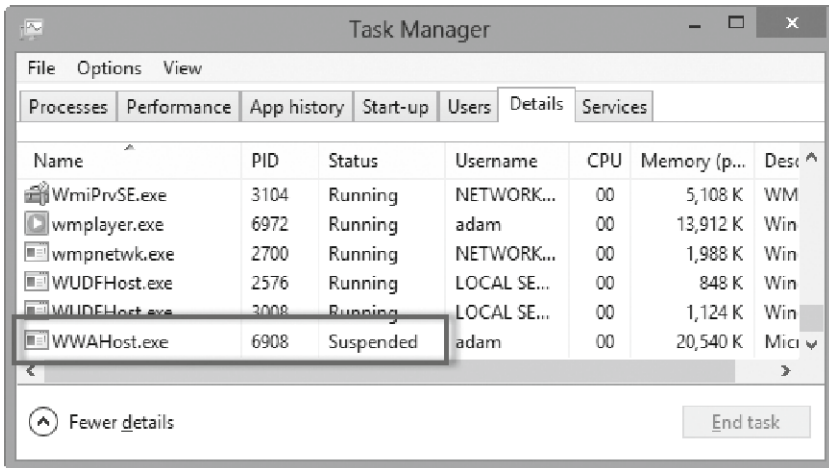 Task Manager
File Options View
Processes Performance App history Start-up Users Details Services
Name PID Status Username CPU Memory (p... Desc
WmiPrvSE.exe 3104 Running NETWORK... 00 5,108 K WM
wmplayer.exe 6972 Running adam 00 13,912 K Win
wmpnetwk.exe 2700 Running NETWORK... 00 1,988 K Win
WUDFHost.exe 2576 Running LOCAL SE... 00 848 K Win
WUDFHost.exe 3008 Running LOCAL SE... 00 1,124 K Win
WWAHost.exe 6908 Suspended adam 00 20,540 K Micr
Fewer details End task